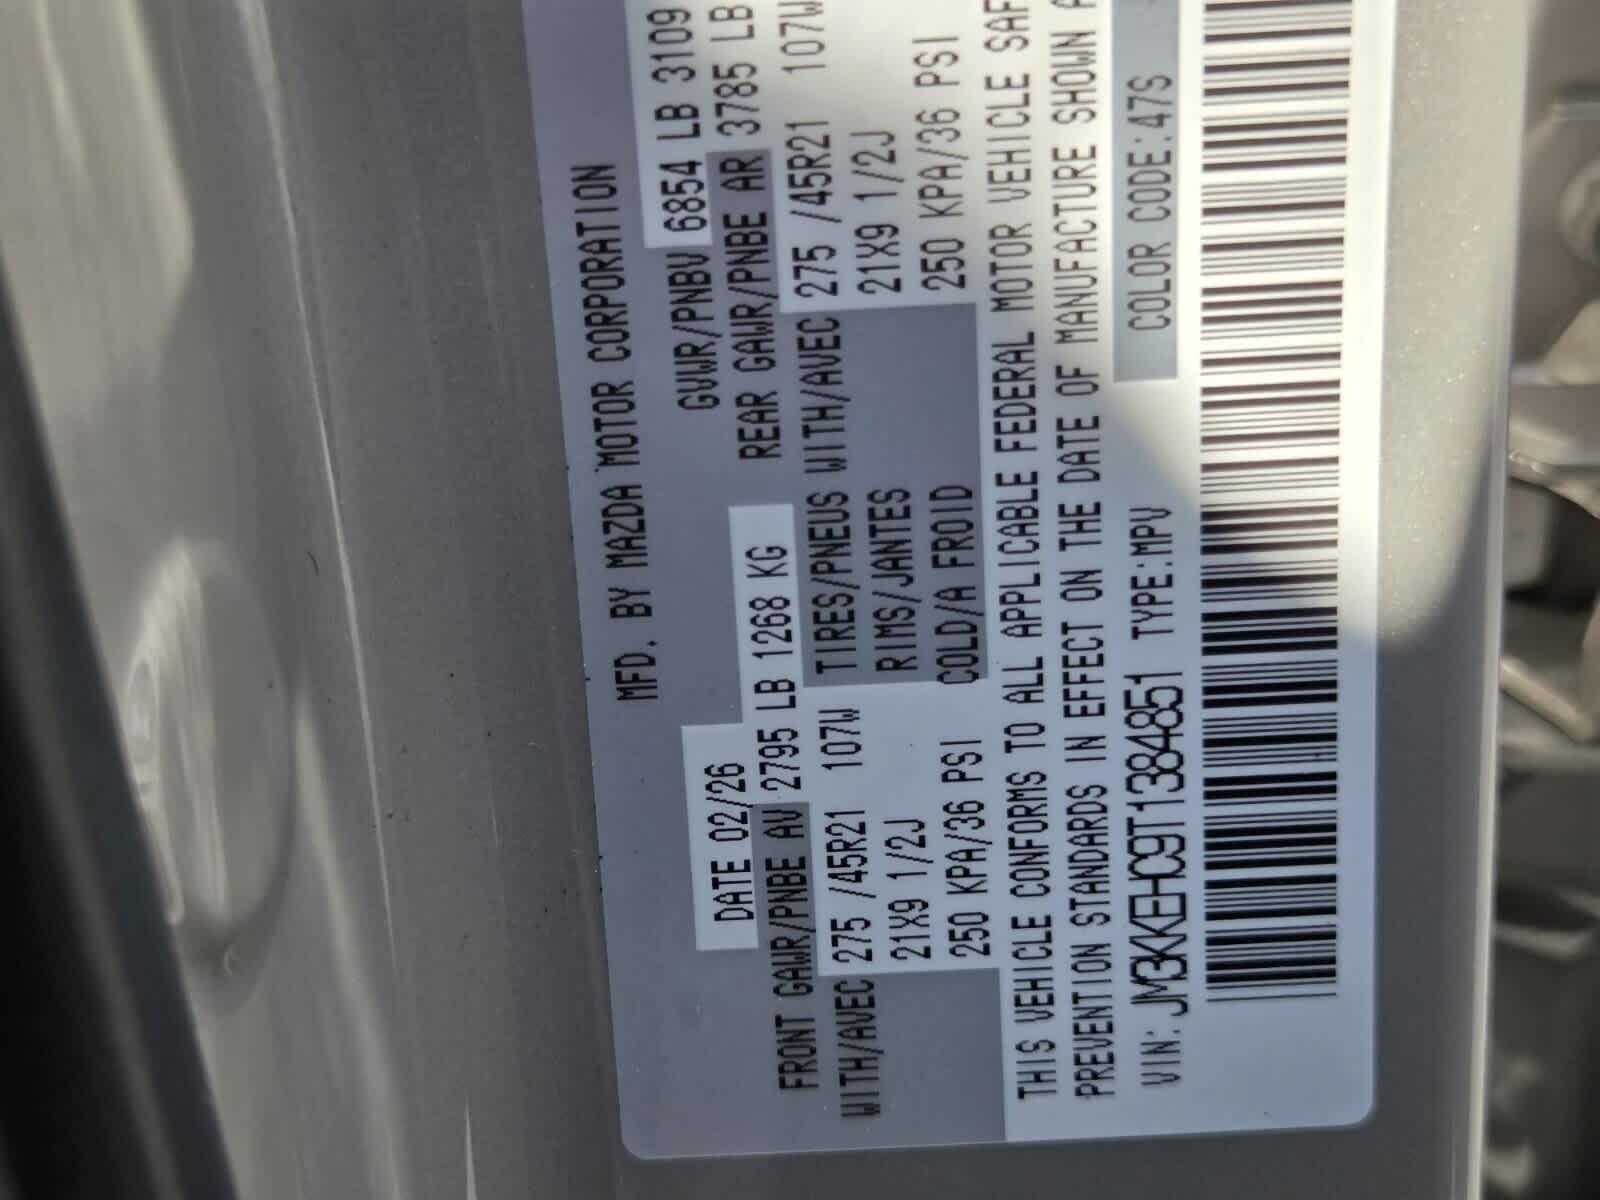 MFD. BY MAZDA MOTOR CORPORATION
DATE 02/26 GVWR/PNBV 6854 LB 3109
FRONT GAWR/PNBE AV 2795 LB 1268 KG REAR GAWR/PNBE AR 3785 LB
WITH/AVEC 275 /45R21 107W TIRES/PNEUS WITH/AVEC 275 /45R21 107W
21X9 1/2J RIMS/JANTES 21X9 1/2J
250 KPA/36 PSI COLD/A FROID 250 KPA/36 PSI
THIS VEHICLE CONFORMS TO ALL APPLICABLE FEDERAL MOTOR VEHICLE SAF
PREVENTION STANDARDS IN EFFECT ON THE DATE OF MANUFACTURE SHOWN A
VIN: JM3KKEHC9T1384851 TYPE:MPV COLOR CODE:47S